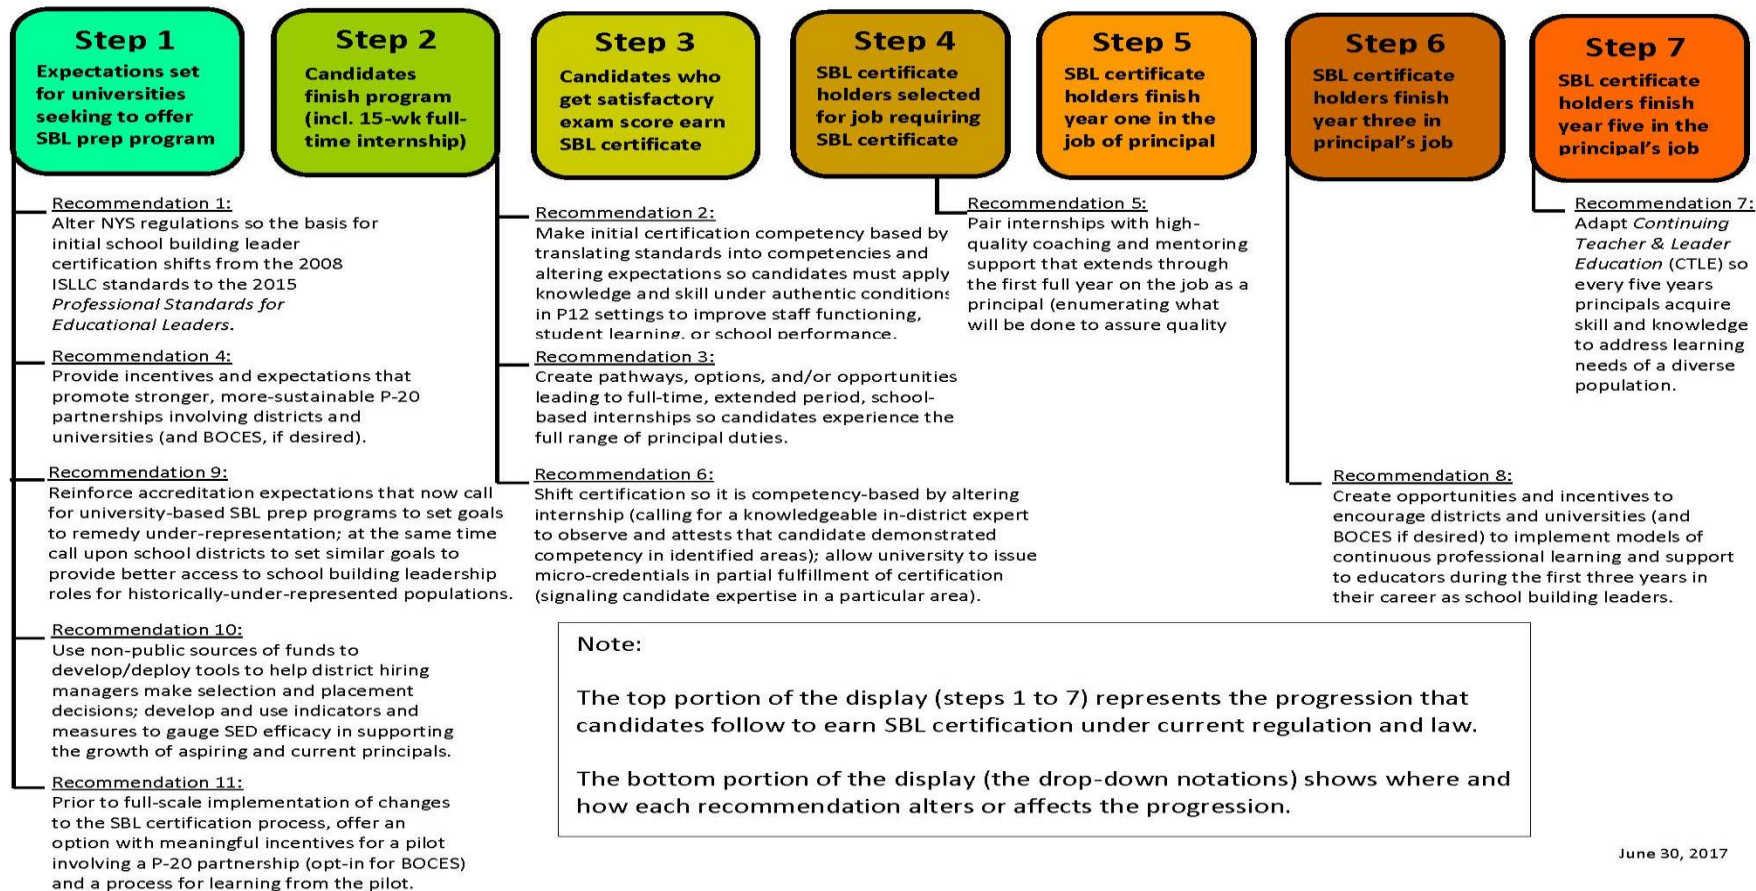 Step 1
Expectations set
for universities
seeking to offer
SBL prep program
Step 2
Candidates
finish program
(incl. 15-wk full-
time internship)
Step 3
Candidates who
get satisfactory
exam score earn
SBL certificate
Step 4
SBL certificate
holders selected
for job requiring
SBL certificate
Step 5
SBL certificate
holders finish
year one in the
job of principal
Step 6
SBL certificate
holders finish
year three in
principal's job
Step 7
SBL certificate
holders finish
year five in the
principal's job
Recommendation 1:
Alter NYS regulations so the basis for
initial school building leader
certification shifts from the 2008
ISLLC standards to the 2015
Professional Standards for
Educational Leaders.
Recommendation 4:
Provide incentives and expectations that
promote stronger, more-sustainable P-20
partnerships involving districts and
universities (and BOCES, if desired).
Recommendation 9:
Reinforce accreditation expectations that now call
for university-based SBL prep programs to set goals
to remedy under-representation; at the same time
call upon school districts to set similar goals to
provide better access to school building leadership
roles for historically-under-represented populations.
Recommendation 10:
Use non-public sources of funds to
develop/deploy tools to help district hiring
managers make selection and placement
decisions; develop and use indicators and
measures to gauge SED efficacy in supporting
the growth of aspiring and current principals.
Recommendation 11:
Prior to full-scale implementation of changes
to the SBL certification process, offer an
option with meaningful incentives for a pilot
involving a P-20 partnership (opt-in for BOCES)
and a process for learning from the pilot.
Recommendation 2:
Make initial certification competency based by
translating standards into competencies and
altering expectations so candidates must apply
knowledge and skill under authentic conditions
in P12 settings to improve staff functioning,
student learning, or school performance.
Recommendation 3:
Create pathways, options, and/or opportunities
leading to full-time, extended period, school-
based internships so candidates experience the
full range of principal duties.
Recommendation 6:
Shift certification so it is competency-based by altering
internship (calling for a knowledgeable in-district expert
to observe and attests that candidate demonstrated
competency in identified areas); allow university to issue
micro-credentials in partial fulfillment of certification
(signaling candidate expertise in a particular area).
Recommendation 5:
Pair internships with high-
quality coaching and mentoring
support that extends through
the first full year on the job as a
principal (enumerating what
will be done to assure quality
Recommendation 8:
Create opportunities and incentives to
encourage districts and universities (and
BOCES if desired) to implement models of
continuous professional learning and support
to educators during the first three years in
their career as school building leaders.
Recommendation 7:
Adapt Continuing
Teacher & Leader
Education (CTLE) so
every five years
principals acquire
skill and knowledge
to address learning
needs of a diverse
population.
Note:
The top portion of the display (steps 1 to 7) represents the progression that
candidates follow to earn SBL certification under current regulation and law.
The bottom portion of the display (the drop-down notations) shows where and
how each recommendation alters or affects the progression.
June 30, 2017